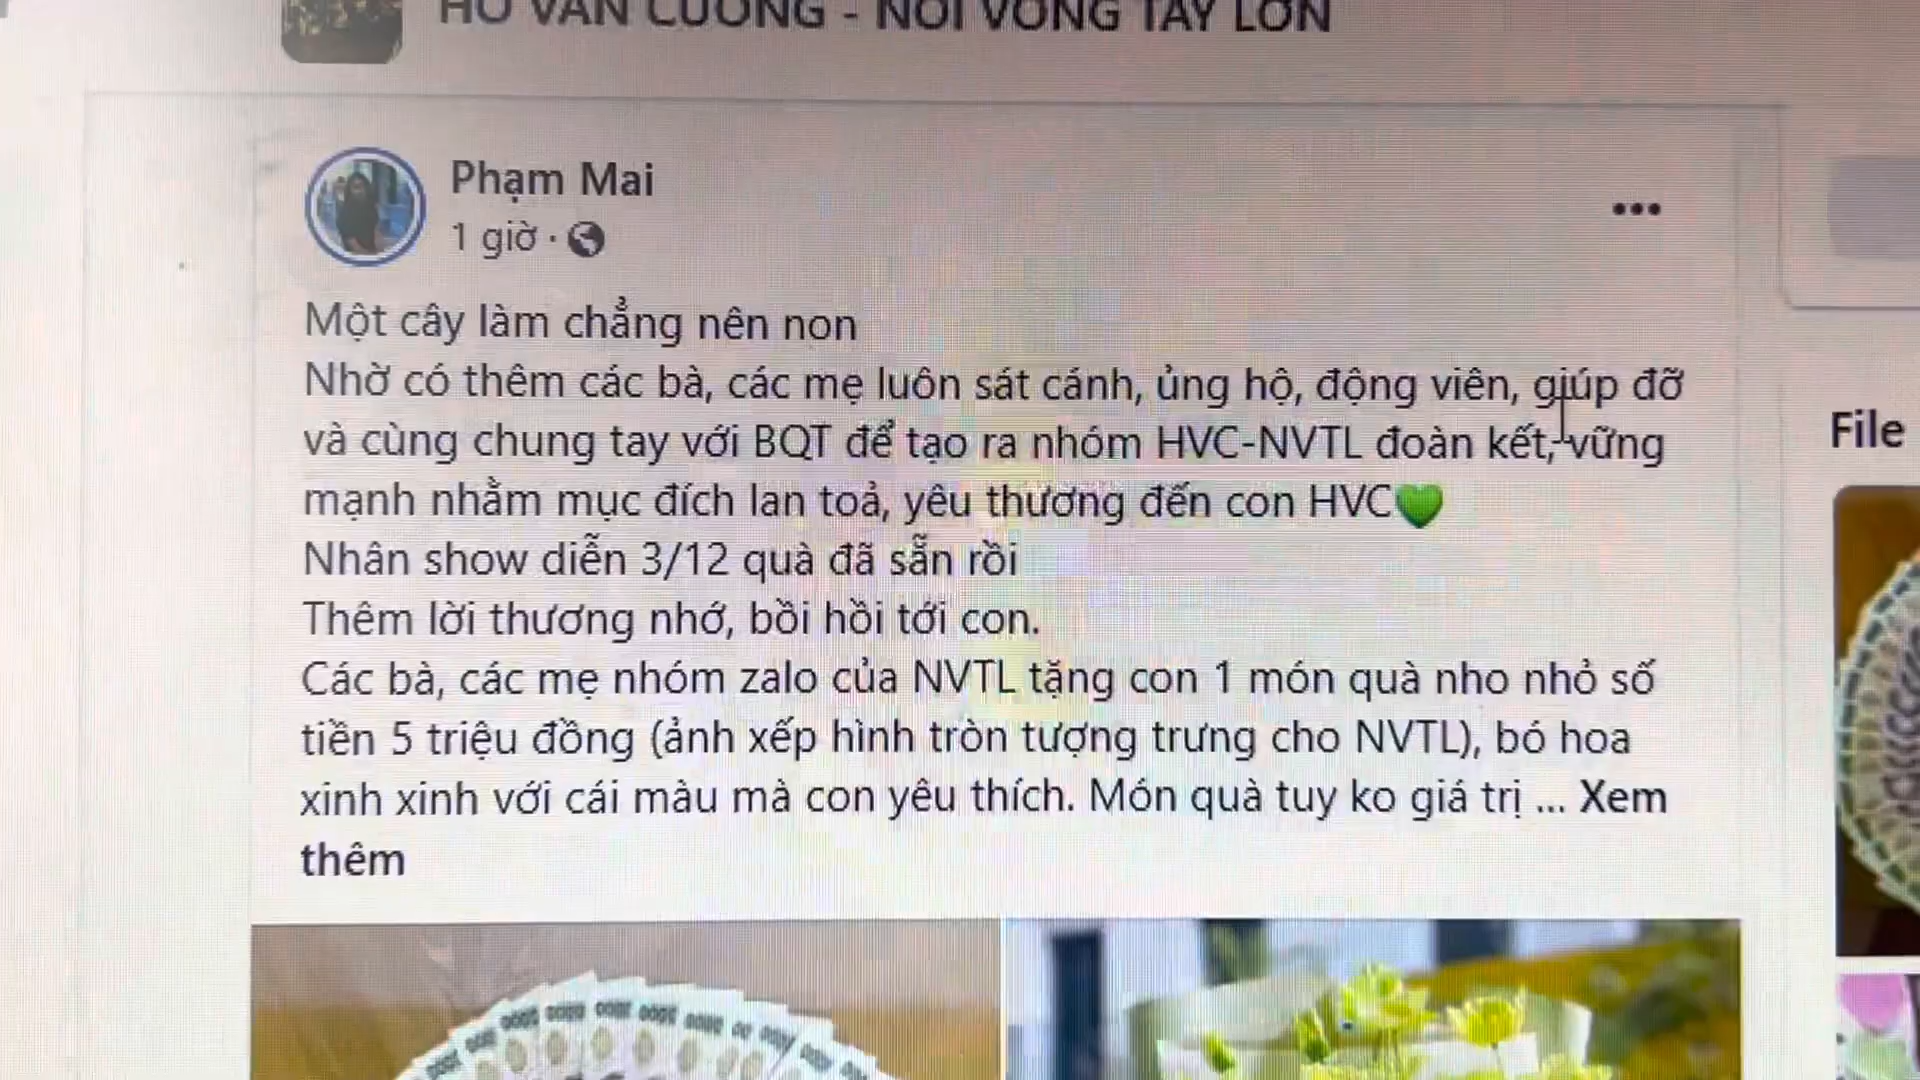 HỒ VĂN CƯỜNG - NỐI VÒNG TAY LỚN
Phạm Mai
1 giờ ·
Một cây làm chẳng nên non
Nhờ có thêm các bà, các mẹ luôn sát cánh, ủng hộ, động viên, giúp đỡ
và cùng chung tay với BQT để tạo ra nhóm HVC-NVTL đoàn kết, vững
mạnh nhằm mục đích lan toả, yêu thương đến con HVC💚
Nhân show diễn 3/12 quà đã sẵn rồi
Thêm lời thương nhớ, bồi hồi tới con.
Các bà, các mẹ nhóm zalo của NVTL tặng con 1 món quà nho nhỏ số
tiền 5 triệu đồng (ảnh xếp hình tròn tượng trưng cho NVTL), bó hoa
xinh xinh với cái màu mà con yêu thích. Món quà tuy ko giá trị ... Xem
thêm
File